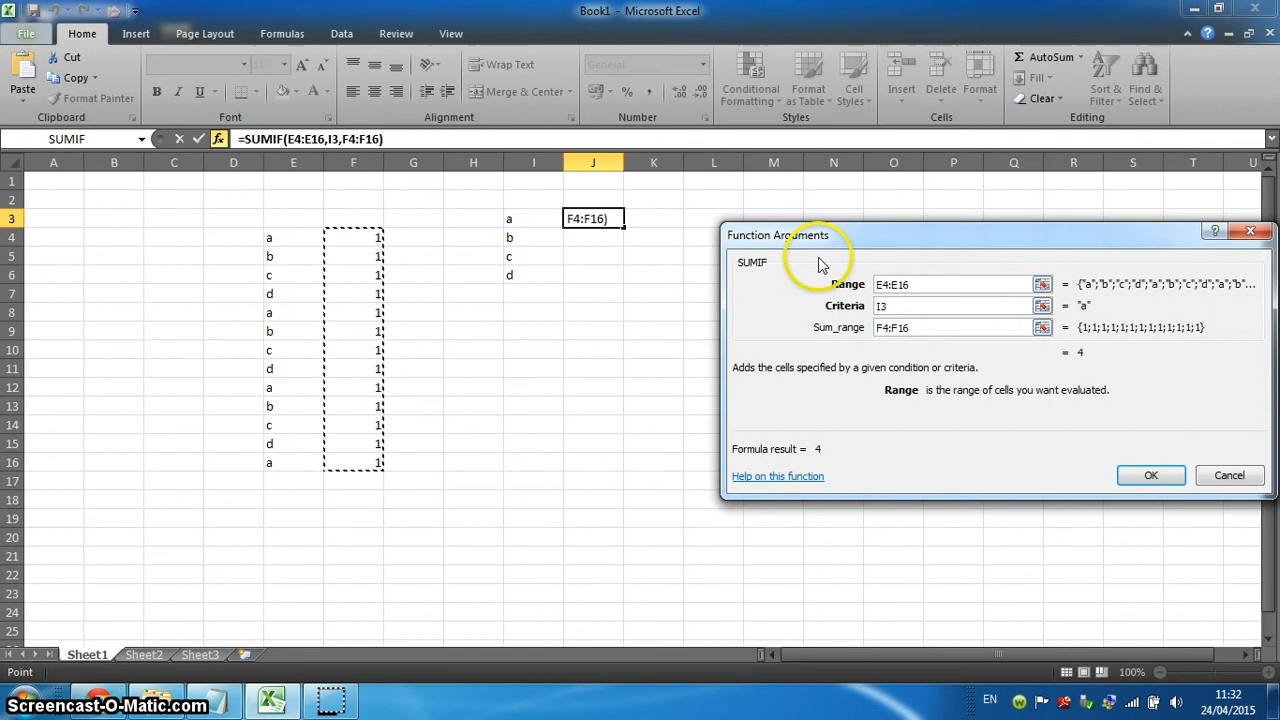 Book1 - Microsoft Excel
File Home Insert Page Layout Formulas Data Review View
Paste
Cut
Copy
Format Painter
Clipboard
11
Font
Wrap Text
Merge & Center
Alignment
General
Number
Conditional Formatting
Format as Table
Cell Styles
Styles
Insert
Delete
Format
Cells
AutoSum
Fill
Clear
Sort & Filter
Find & Select
Editing
SUMIF =SUMIF(E4:E16,I3,F4:F16)
A B C D E F G H I J K L M N O P Q R S T U
1
2
3 a F4:F16)
4 a 1 b
5 b 1 c
6 c 1 d
7 d 1
8 a 1
9 b 1
10 c 1
11 d 1
12 a 1
13 b 1
14 c 1
15 d 1
16 a 1
17
18
19
20
21
22
23
24
25
Function Arguments
SUMIF
Range E4:E16 = {"a";"b";"c";"d";"a";"b";"c";"d";"a";"b"...
Criteria I3 = "a"
Sum_range F4:F16 = {1;1;1;1;1;1;1;1;1;1;1;1;1}
= 4
Adds the cells specified by a given condition or criteria.
Range is the range of cells you want evaluated.
Formula result = 4
Help on this function
OK Cancel
Sheet1 Sheet2 Sheet3
Point 100%
Screencast-O-Matic.com
EN
11:32
24/04/2015